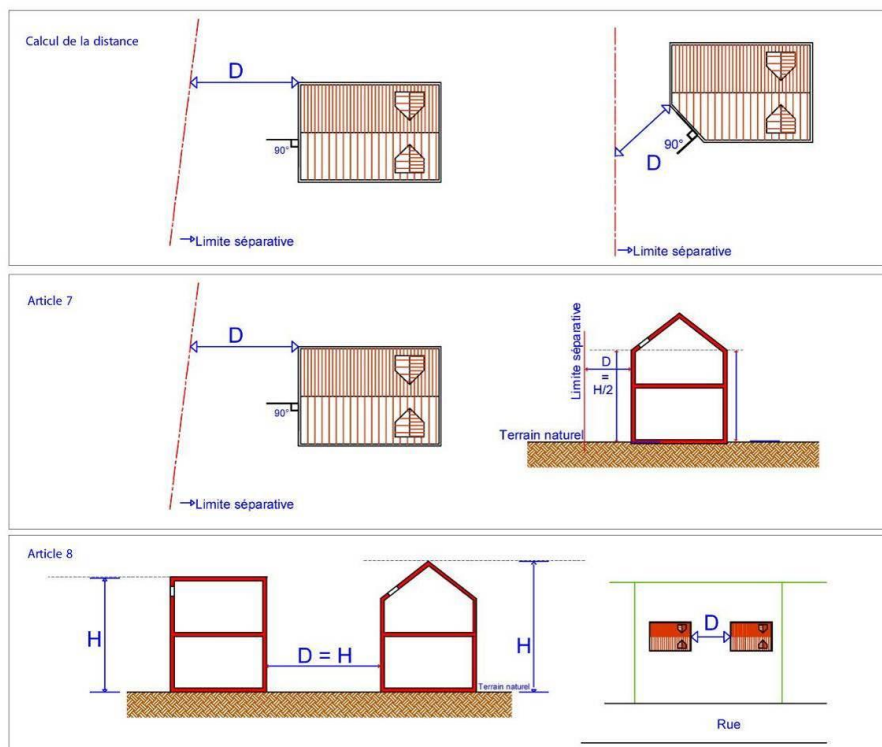 Calcul de la distance
D
90°
Limite séparative
D
90°
Limite séparative
Article 7
D
90°
Limite séparative
Limite séparative
D
=
H/2
Terrain naturel
Article 8
H
D = H
H
Terrain naturel
D
Rue